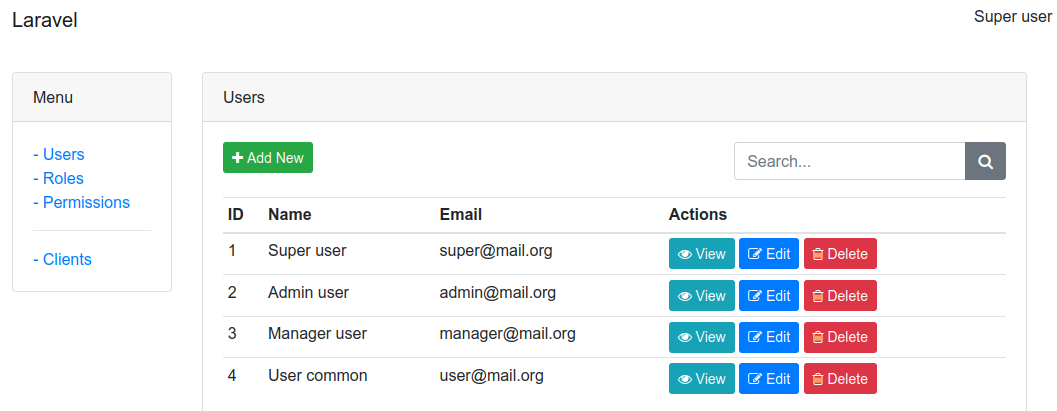 Laravel Super user
Menu
- Users
- Roles
- Permissions
- Clients
Users
Add New Search...
ID Name Email Actions
1 Super user super@mail.org View Edit Delete
2 Admin user admin@mail.org View Edit Delete
3 Manager user manager@mail.org View Edit Delete
4 User common user@mail.org View Edit Delete